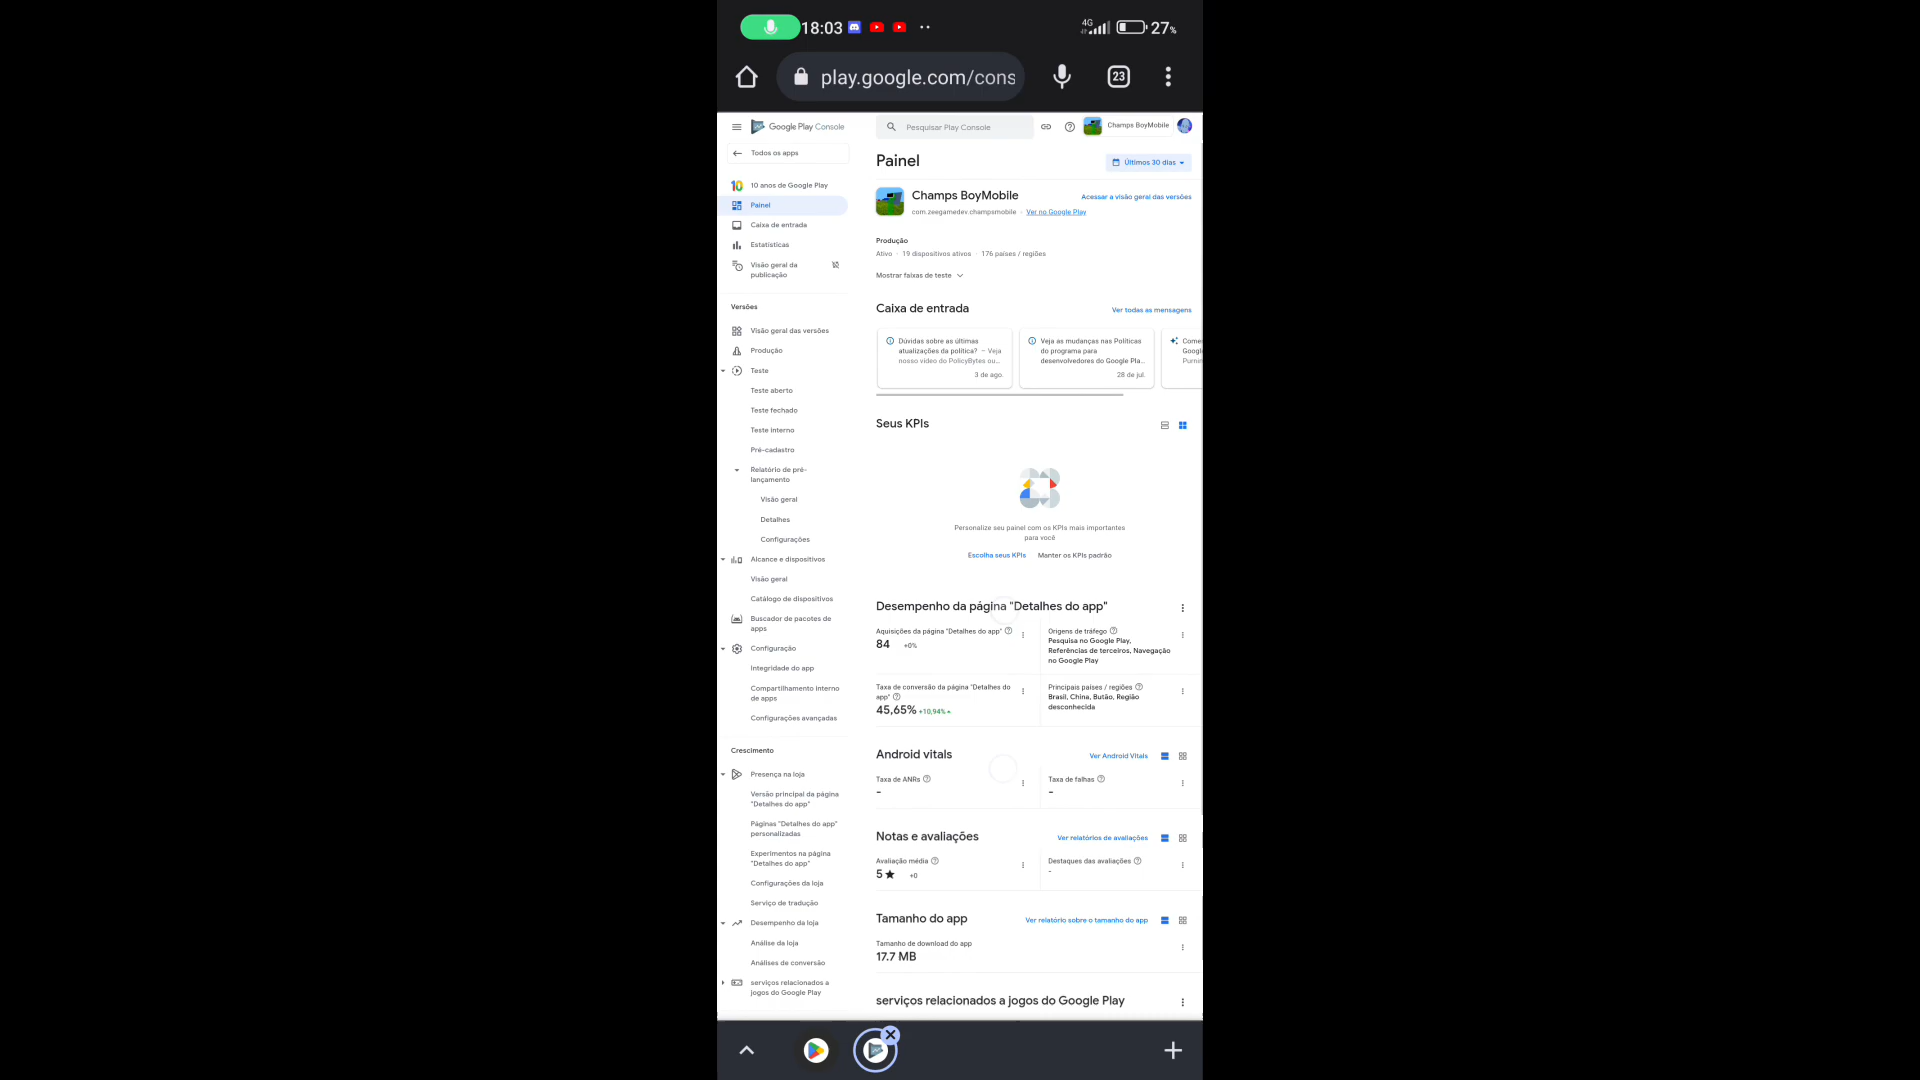 18:03
4G
27%
play.google.com/cons
23
Google Play Console
Pesquisar Play Console
Champs BoyMobile
Todos os apps
10 anos de Google Play
Painel
Caixa de entrada
Estatísticas
Visão geral da
publicação
Versões
Visão geral das versões
Produção
Teste
Teste aberto
Teste fechado
Teste interno
Pré-cadastro
Relatório de pré-
lançamento
Visão geral
Detalhes
Configurações
Alcance e dispositivos
Visão geral
Catálogo de dispositivos
Buscador de pacotes de
apps
Configuração
Integridade do app
Compartilhamento interno
de apps
Configurações avançadas
Crescimento
Presença na loja
Versão principal da página
"Detalhes do app"
Páginas "Detalhes do app"
personalizadas
Experimentos na página
"Detalhes do app"
Configurações da loja
Serviço de tradução
Desempenho da loja
Análise da loja
Análises de conversão
serviços relacionados a
jogos do Google Play
Painel
Últimos 30 dias
Champs BoyMobile
Acessar a visão geral das versões
com.zeegamedev.champsmobile · Ver no Google Play
Produção
Ativo · 19 dispositivos ativos · 176 países / regiões
Mostrar faixas de teste
Caixa de entrada
Ver todas as mensagens
Dúvidas sobre as últimas
atualizações da política? – Veja
nosso vídeo do PolicyBytes ou...
3 de ago.
Veja as mudanças nas Políticas
do programa para
desenvolvedores do Google Pla...
28 de jul.
Come
Googl
Purnin
Seus KPIs
Personalize seu painel com os KPIs mais importantes
para você
Escolha seus KPIs
Manter os KPIs padrão
Desempenho da página "Detalhes do app"
Aquisições da página "Detalhes do app"
84 +0%
Origens de tráfego
Pesquisa no Google Play,
Referências de terceiros, Navegação
no Google Play
Taxa de conversão da página "Detalhes do
app"
45,65% +10,94%
Principais países / regiões
Brasil, China, Butão, Região
desconhecida
Android vitals
Ver Android Vitals
Taxa de ANRs
-
Taxa de falhas
-
Notas e avaliações
Ver relatórios de avaliações
Avaliação média
5 ★ +0
Destaques das avaliações
-
Tamanho do app
Ver relatório sobre o tamanho do app
Tamanho de download do app
17.7 MB
serviços relacionados a jogos do Google Play